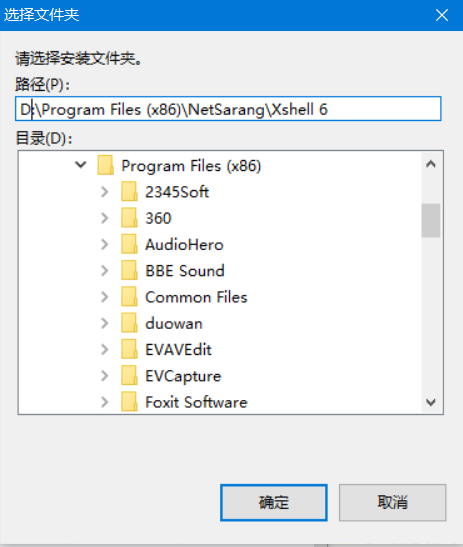 选择文件夹
请选择安装文件夹。
路径(P):
D:\Program Files (x86)\NetSarang\Xshell 6
目录(D):
Program Files (x86)
2345Soft
360
AudioHero
BBE Sound
Common Files
duowan
EVAVEdit
EVCapture
Foxit Software
确定
取消